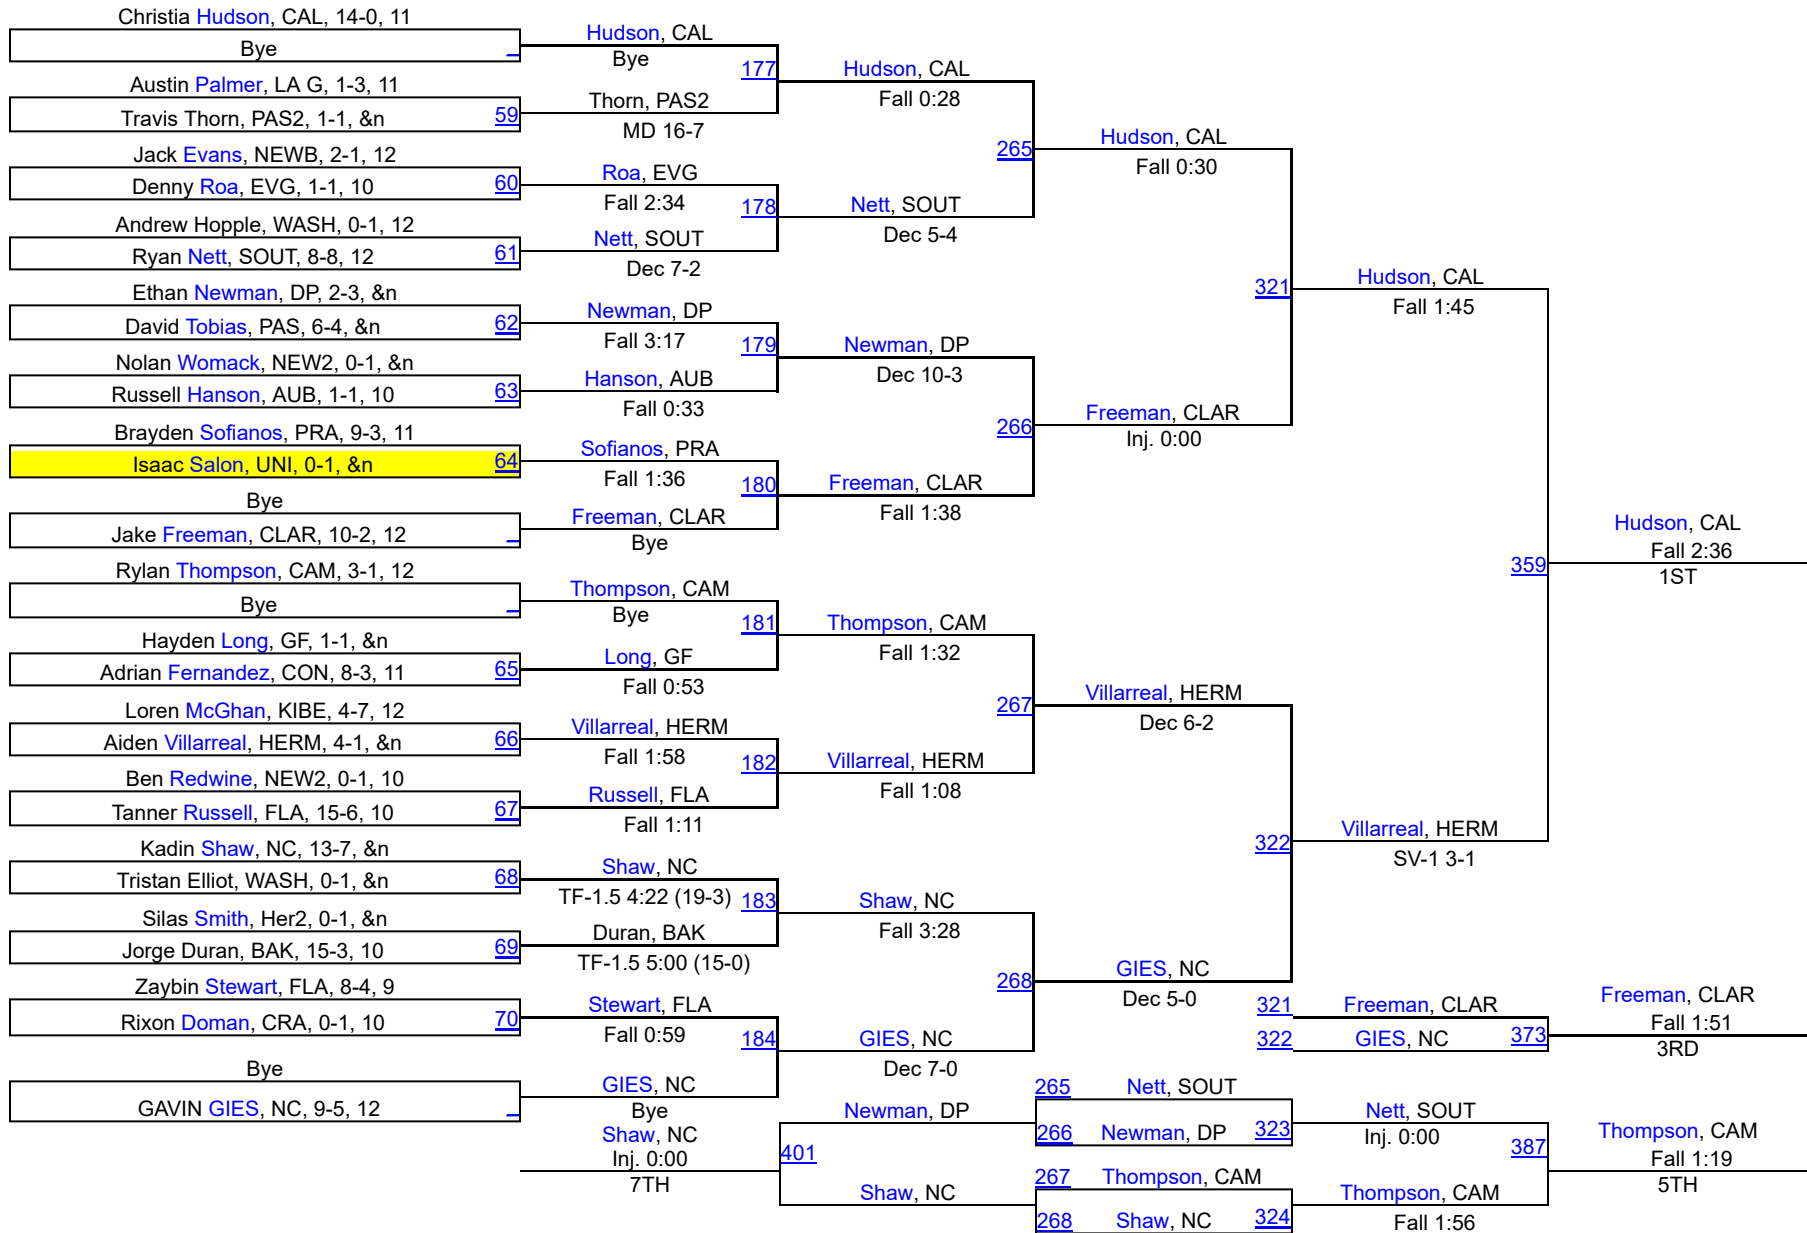 Christia Hudson, CAL, 14-0, 11
Bye
Austin Palmer, LA G, 1-3, 11
Travis Thorn, PAS2, 1-1, &n
59
Jack Evans, NEWB, 2-1, 12
Denny Roa, EVG, 1-1, 10
60
Andrew Hopple, WASH, 0-1, 12
Ryan Nett, SOUT, 8-8, 12
61
Ethan Newman, DP, 2-3, &n
David Tobias, PAS, 6-4, &n
62
Nolan Womack, NEW2, 0-1, &n
Russell Hanson, AUB, 1-1, 10
63
Brayden Sofianos, PRA, 9-3, 11
Isaac Salon, UNI, 0-1, &n
64
Bye
Jake Freeman, CLAR, 10-2, 12
Rylan Thompson, CAM, 3-1, 12
Bye
Hayden Long, GF, 1-1, &n
Adrian Fernandez, CON, 8-3, 11
65
Loren McGhan, KIBE, 4-7, 12
Aiden Villarreal, HERM, 4-1, &n
66
Ben Redwine, NEW2, 0-1, 10
Tanner Russell, FLA, 15-6, 10
67
Kadin Shaw, NC, 13-7, &n
Tristan Elliot, WASH, 0-1, &n
68
Silas Smith, Her2, 0-1, &n
Jorge Duran, BAK, 15-3, 10
69
Zaybin Stewart, FLA, 8-4, 9
Rixon Doman, CRA, 0-1, 10
70
Bye
GAVIN GIES, NC, 9-5, 12
Hudson, CAL
Bye
177
Thorn, PAS2
MD 16-7
Roa, EVG
Fall 2:34
178
Nett, SOUT
Dec 7-2
Newman, DP
Fall 3:17
179
Hanson, AUB
Fall 0:33
Sofianos, PRA
Fall 1:36
180
Freeman, CLAR
Bye
Thompson, CAM
Bye
181
Long, GF
Fall 0:53
Villarreal, HERM
Fall 1:58
182
Russell, FLA
Fall 1:11
Shaw, NC
TF-1.5 4:22 (19-3)
183
Duran, BAK
TF-1.5 5:00 (15-0)
Stewart, FLA
Fall 0:59
184
GIES, NC
Bye
Shaw, NC
Inj. 0:00
7TH
Hudson, CAL
Fall 0:28
265
Nett, SOUT
Dec 5-4
Newman, DP
Dec 10-3
266
Freeman, CLAR
Fall 1:38
Thompson, CAM
Fall 1:32
267
Villarreal, HERM
Fall 1:08
Shaw, NC
Fall 3:28
268
GIES, NC
Dec 7-0
Newman, DP
401
Shaw, NC
Hudson, CAL
Fall 0:30
321
Freeman, CLAR
Inj. 0:00
Villarreal, HERM
Dec 6-2
322
GIES, NC
Dec 5-0
265 Nett, SOUT
266 Newman, DP 323
267 Thompson, CAM
268 Shaw, NC 324
Hudson, CAL
Fall 1:45
359
Villarreal, HERM
SV-1 3-1
321 Freeman, CLAR
322 GIES, NC 373
Nett, SOUT
Inj. 0:00
387
Thompson, CAM
Fall 1:56
Hudson, CAL
Fall 2:36
1ST
Freeman, CLAR
Fall 1:51
3RD
Thompson, CAM
Fall 1:19
5TH